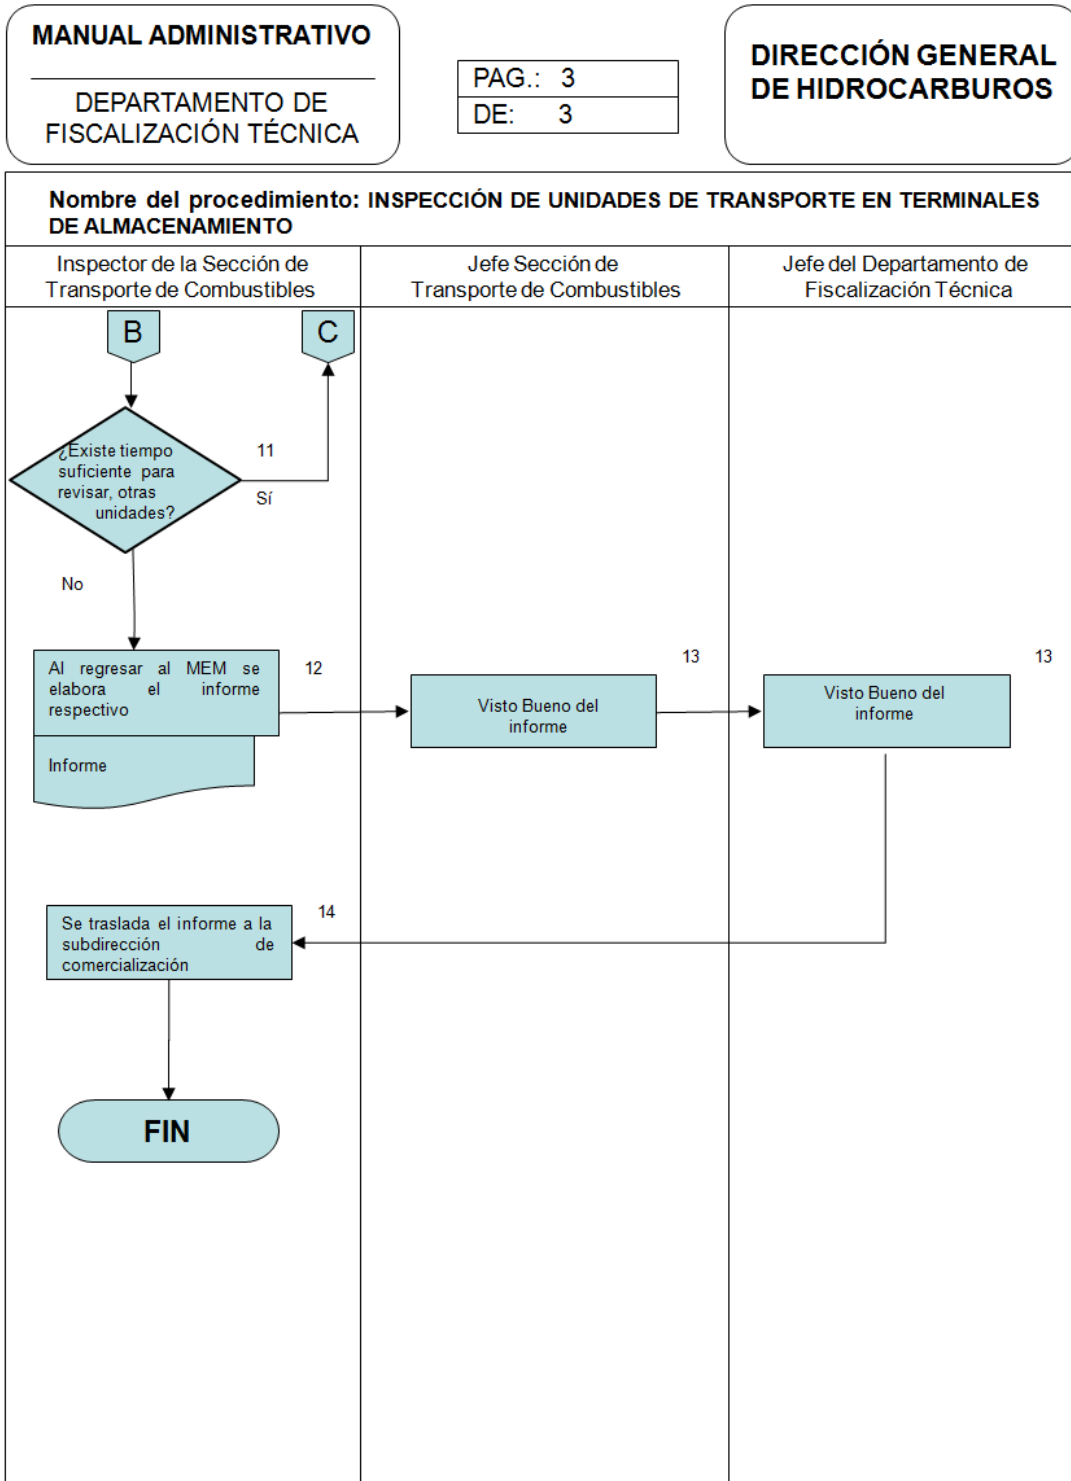 MANUAL ADMINISTRATIVO
DEPARTAMENTO DE
FISCALIZACIÓN TÉCNICA
PAG.: 3
DE: 3
DIRECCIÓN GENERAL
DE HIDROCARBUROS
Nombre del procedimiento: INSPECCIÓN DE UNIDADES DE TRANSPORTE EN TERMINALES
DE ALMACENAMIENTO
Inspector de la Sección de
Transporte de Combustibles
Jefe Sección de
Transporte de Combustibles
Jefe del Departamento de
Fiscalización Técnica
B
C
¿Existe tiempo
suficiente para
revisar, otras
unidades?
11
Sí
No
Al regresar al MEM se
elabora el informe
respectivo
12
Informe
Visto Bueno del
informe
13
Visto Bueno del
informe
13
Se traslada el informe a la
subdirección de
comercialización
14
FIN